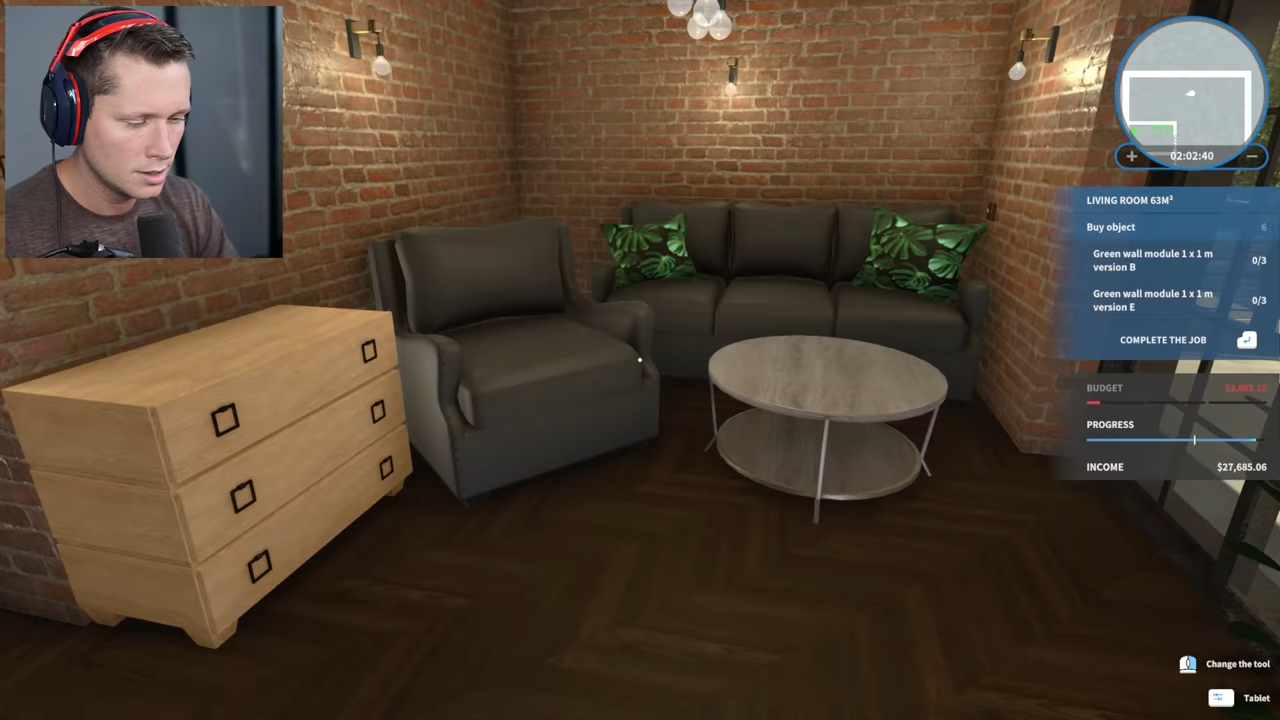 + 02:02:40 −
LIVING ROOM 63M²
Buy object 6
Green wall module 1 x 1 m
version B 0/3
Green wall module 1 x 1 m
version E 0/3
COMPLETE THE JOB
BUDGET
PROGRESS
INCOME $27,685.06
Change the tool
Tablet